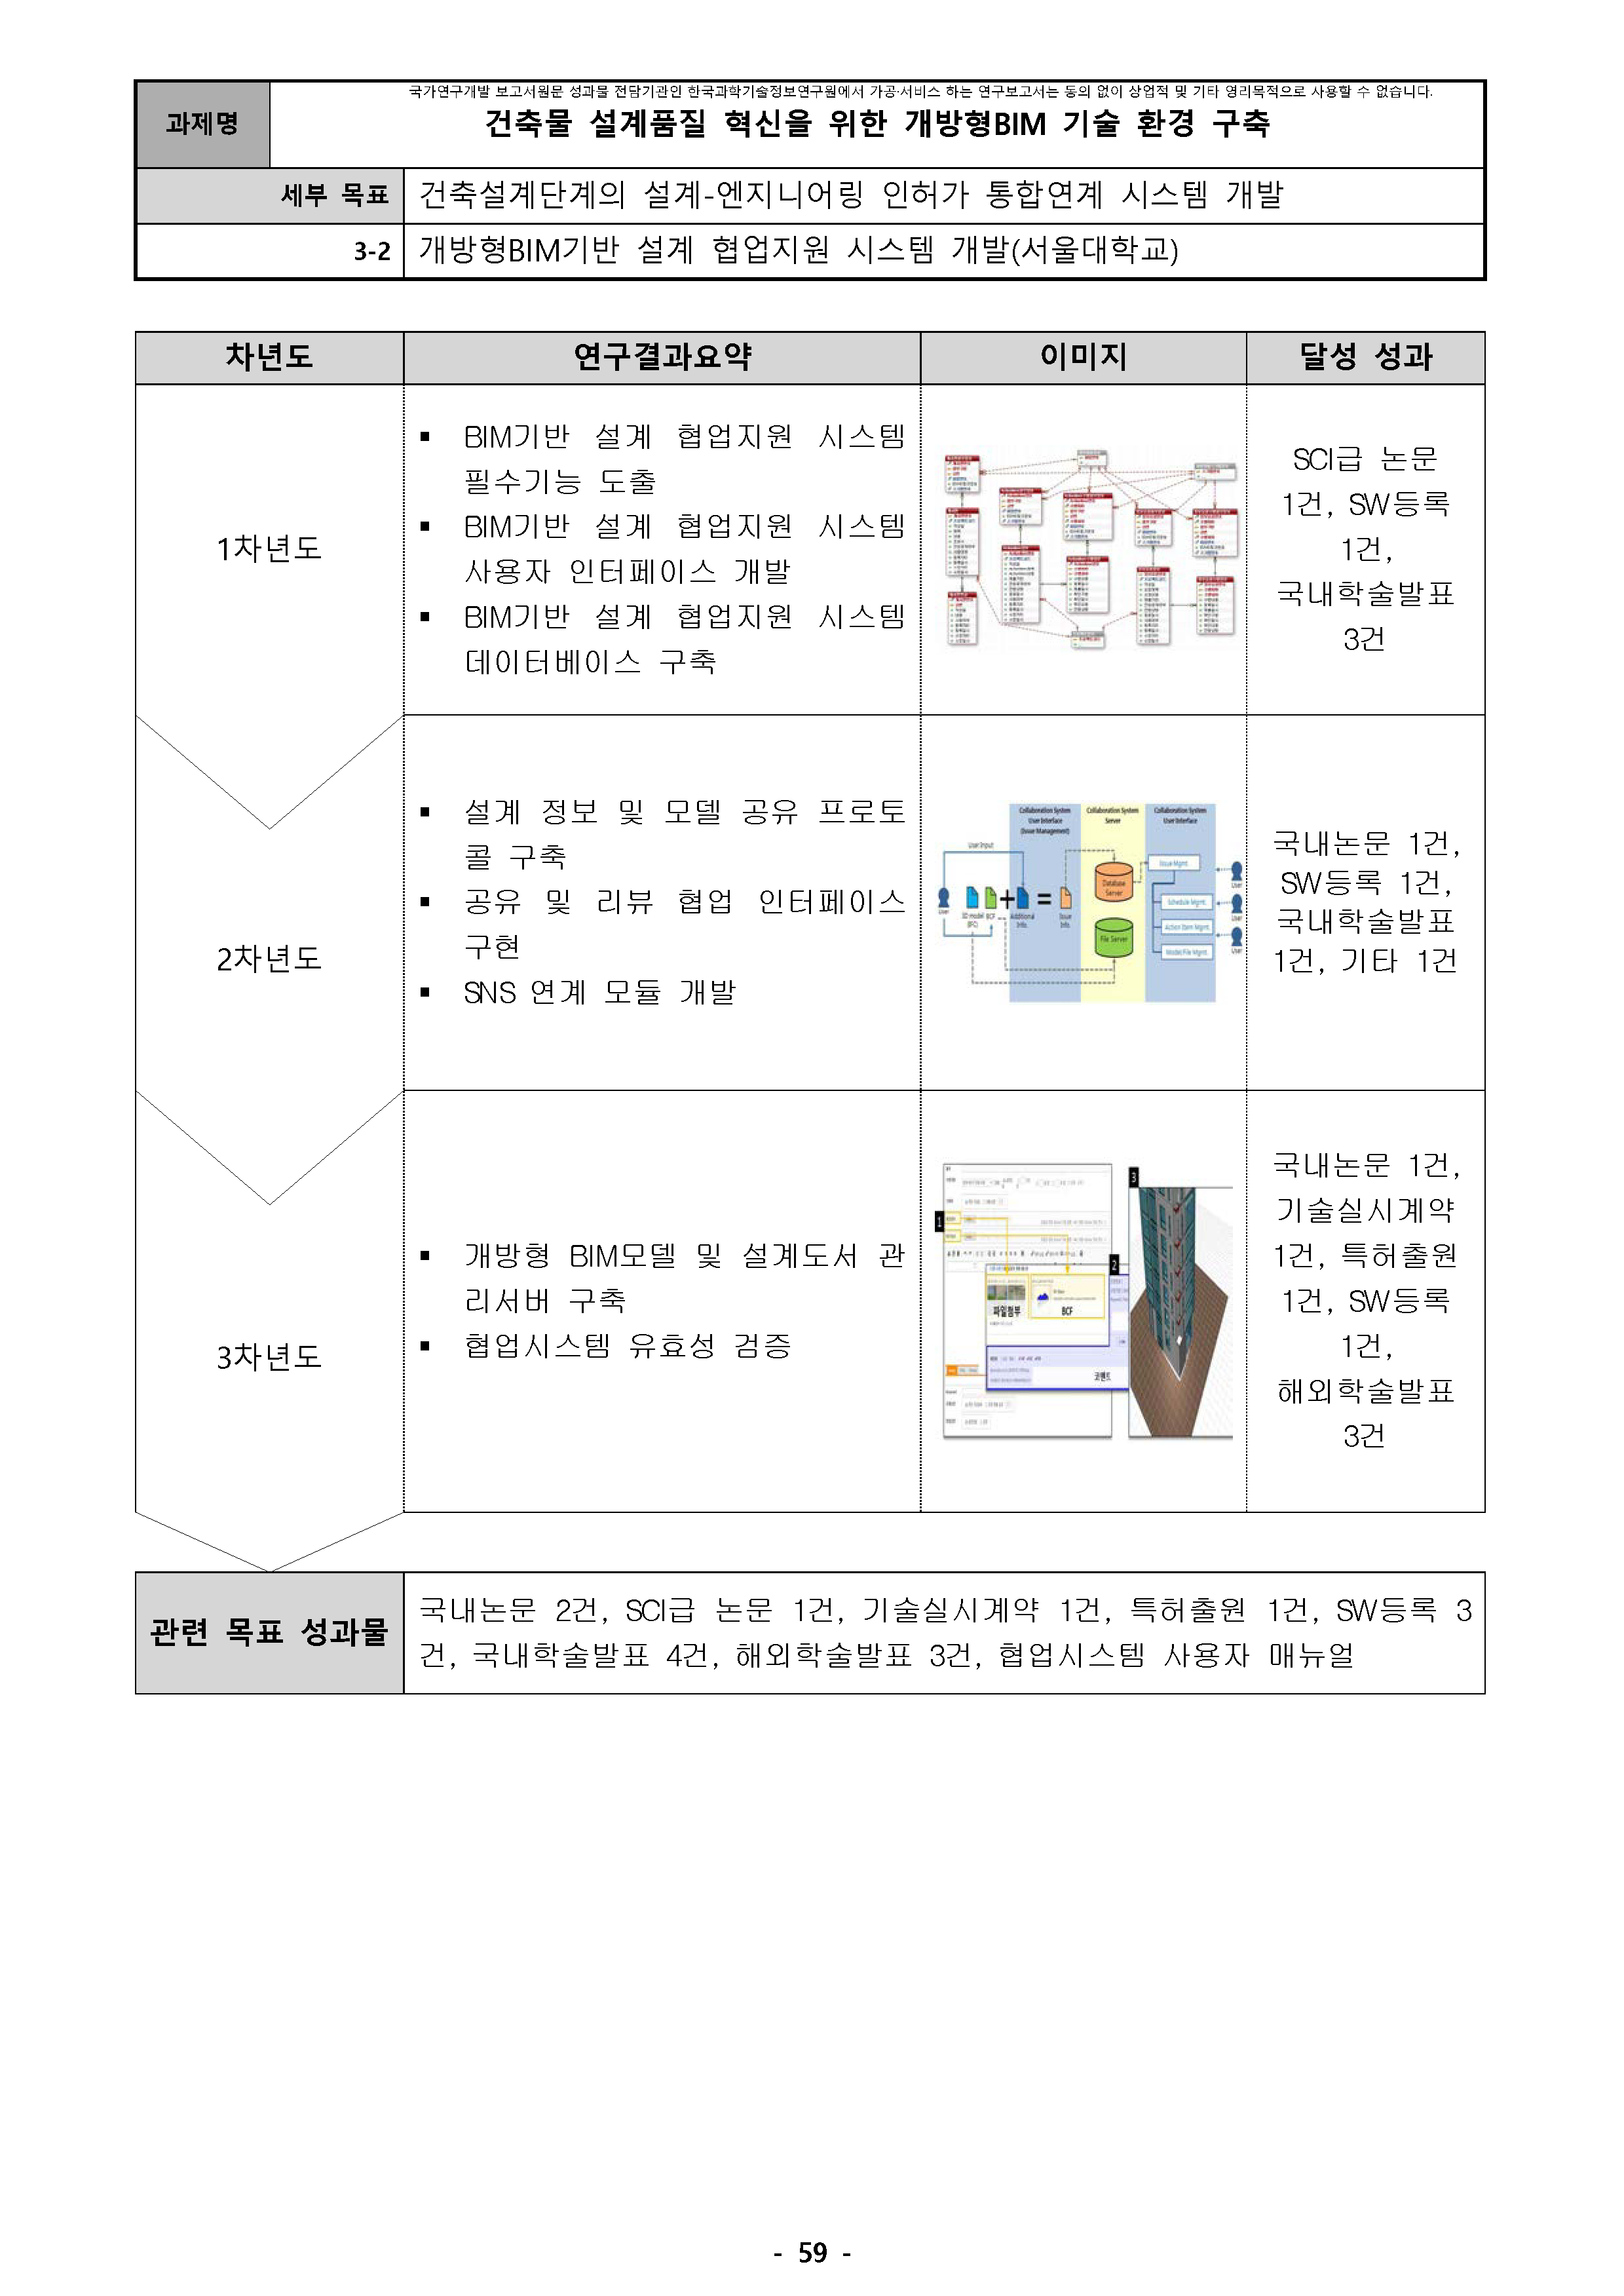 국가연구개발 보고서원문 성과물 전담기관인 한국과학기술정보연구원에서 가공·서비스 하는 연구보고서는 동의 없이 상업적 및 기타 영리목적으로 사용할 수 없습니다.
과제명
건축물 설계품질 혁신을 위한 개방형BIM 기술 환경 구축
세부 목표
건축설계단계의 설계-엔지니어링 인허가 통합연계 시스템 개발
3-2
개방형BIM기반 설계 협업지원 시스템 개발(서울대학교)
차년도
연구결과요약
이미지
달성 성과
1차년도
▪ BIM기반 설계 협업지원 시스템
필수기능 도출
▪ BIM기반 설계 협업지원 시스템
사용자 인터페이스 개발
▪ BIM기반 설계 협업지원 시스템
데이터베이스 구축
SCI급 논문
1건, SW등록
1건,
국내학술발표
3건
2차년도
▪ 설계 정보 및 모델 공유 프로토
콜 구축
▪ 공유 및 리뷰 협업 인터페이스
구현
▪ SNS 연계 모듈 개발
Collaboration System
User Interface
(Issue Management)
Collaboration System
Server
Collaboration System
User Interface
User Input
Database
Server
File Server
Issue Mgmt.
Schedule Mgmt.
Action Item Mgmt.
Model File Mgmt.
User
3D model
(IFC)
BCF
Additional
Info.
Issue
Info.
User
User
User
국내논문 1건,
SW등록 1건,
국내학술발표
1건, 기타 1건
3차년도
▪ 개방형 BIM모델 및 설계도서 관
리서버 구축
▪ 협업시스템 유효성 검증
1
2
3
파일첨부
BCF
코멘트
국내논문 1건,
기술실시계약
1건, 특허출원
1건, SW등록
1건,
해외학술발표
3건
관련 목표 성과물
국내논문 2건, SCI급 논문 1건, 기술실시계약 1건, 특허출원 1건, SW등록 3
건, 국내학술발표 4건, 해외학술발표 3건, 협업시스템 사용자 매뉴얼
- 59 -